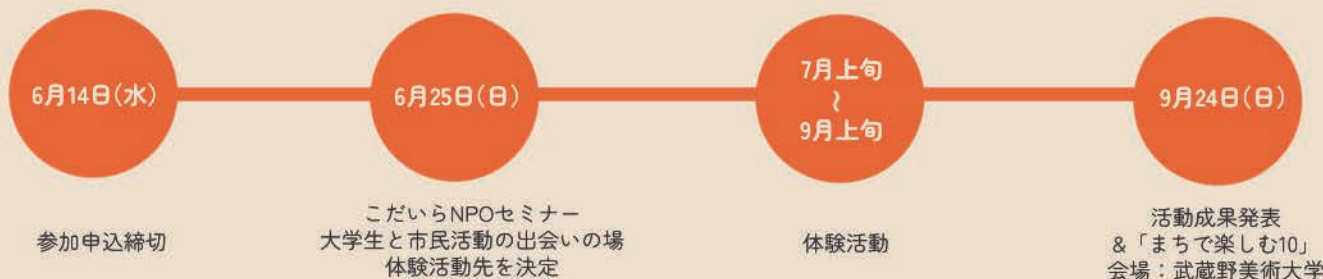 6月14日(水)
6月25日(日)
7月上旬
〜
9月上旬
9月24日(日)
参加申込締切
こだいらNPOセミナー
大学生と市民活動の出会いの場
体験活動先を決定
体験活動
活動成果発表
&「まちで楽しむ10」
会場:武蔵野美術大学